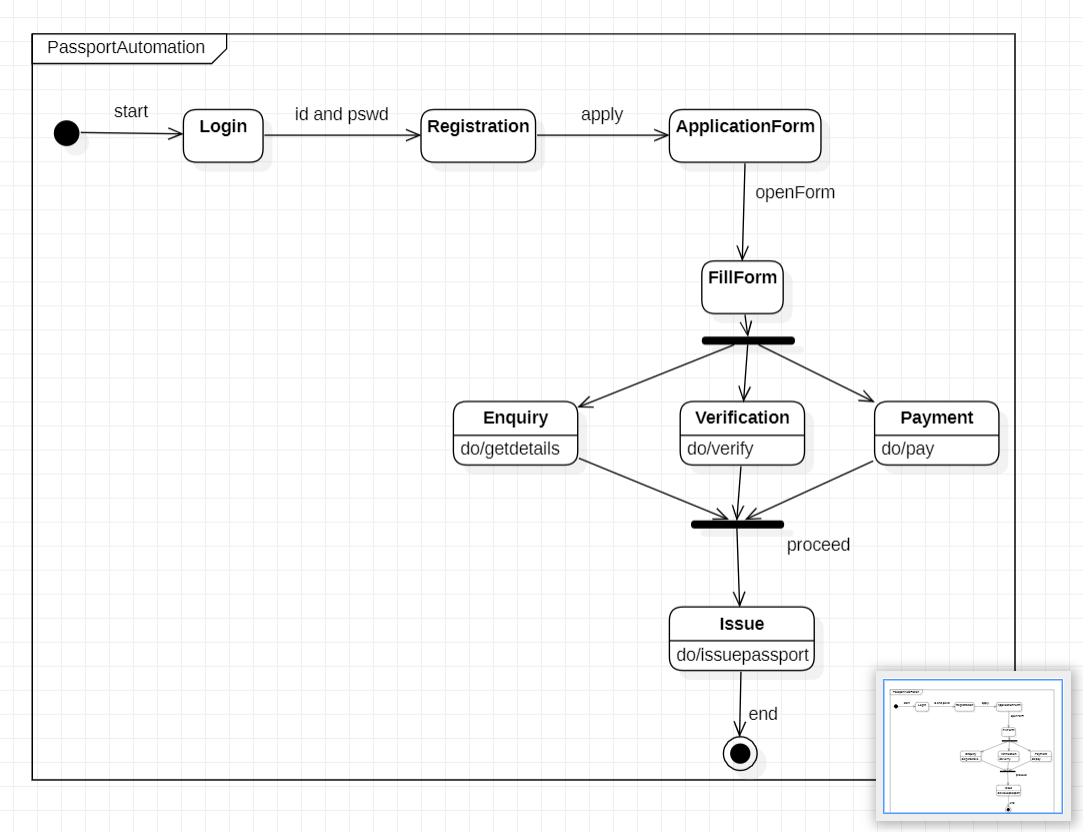 PassportAutomation
start
id and pswd
apply
Login
Registration
ApplicationForm
openForm
FillForm
Enquiry
do/getdetails
Verification
do/verify
Payment
do/pay
proceed
Issue
do/issuepassport
end